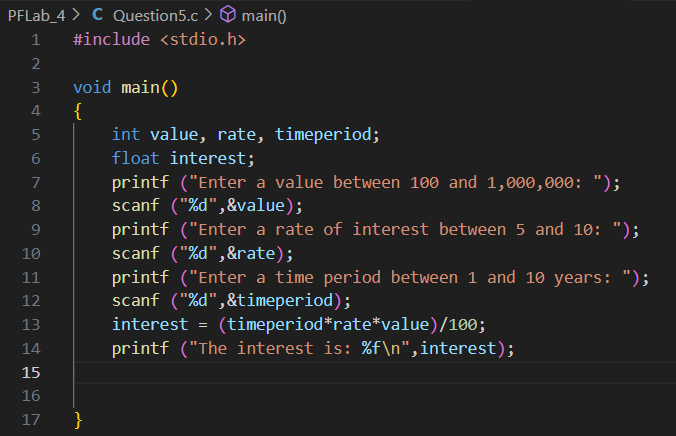 PFLab_4 > C Question5.c > main()
1 #include <stdio.h>
2
3 void main()
4 {
5     int value, rate, timeperiod;
6     float interest;
7     printf ("Enter a value between 100 and 1,000,000: ");
8     scanf ("%d",&value);
9     printf ("Enter a rate of interest between 5 and 10: ");
10     scanf ("%d",&rate);
11     printf ("Enter a time period between 1 and 10 years: ");
12     scanf ("%d",&timeperiod);
13     interest = (timeperiod*rate*value)/100;
14     printf ("The interest is: %f\n",interest);
15
16
17 }